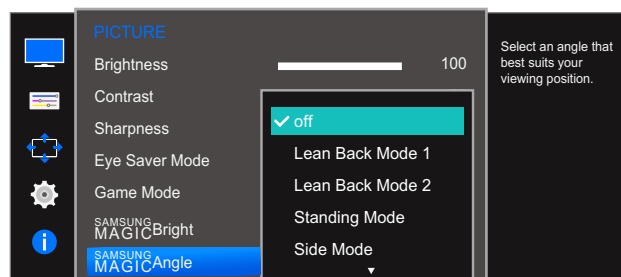 PICTURE
Brightness 100
Contrast
Sharpness
Eye Saver Mode
Game Mode
SAMSUNG
MAGICBright
SAMSUNG
MAGICAngle
off
Lean Back Mode 1
Lean Back Mode 2
Standing Mode
Side Mode
Select an angle that
best suits your
viewing position.